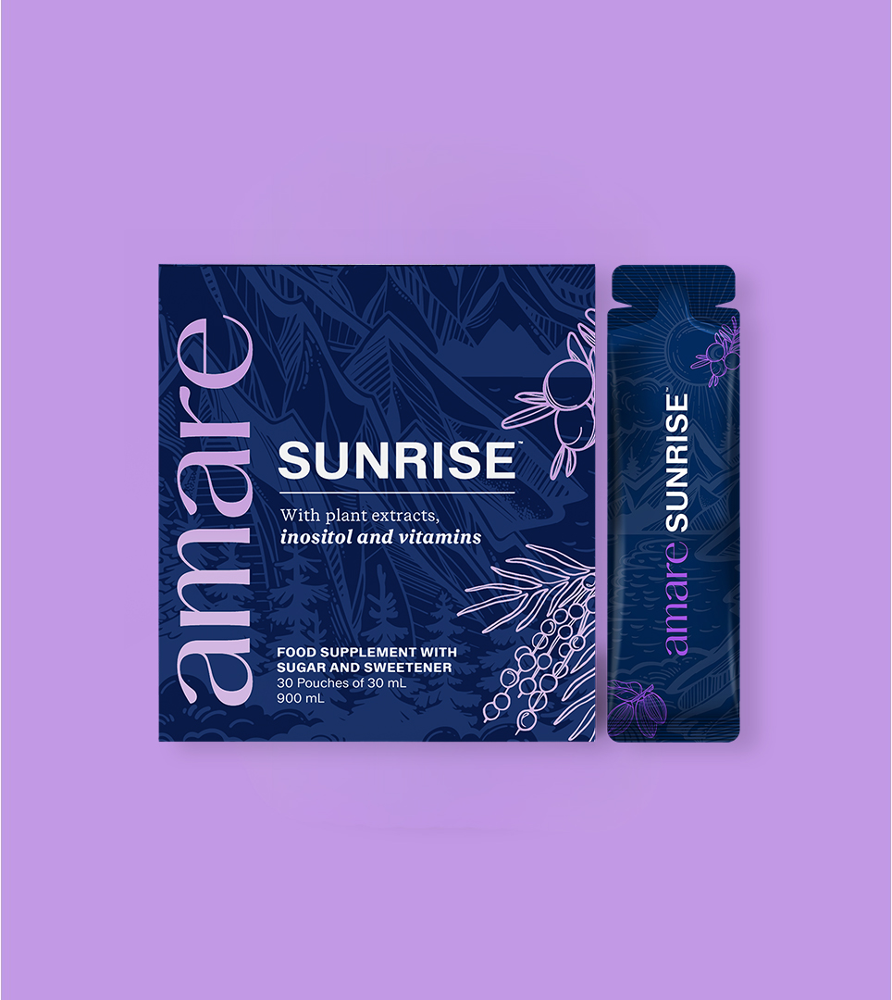 amare
SUNRISE™
With plant extracts,
inositol and vitamins
FOOD SUPPLEMENT WITH
SUGAR AND SWEETENER
30 Pouches of 30 mL
900 mL
amare SUNRISE™